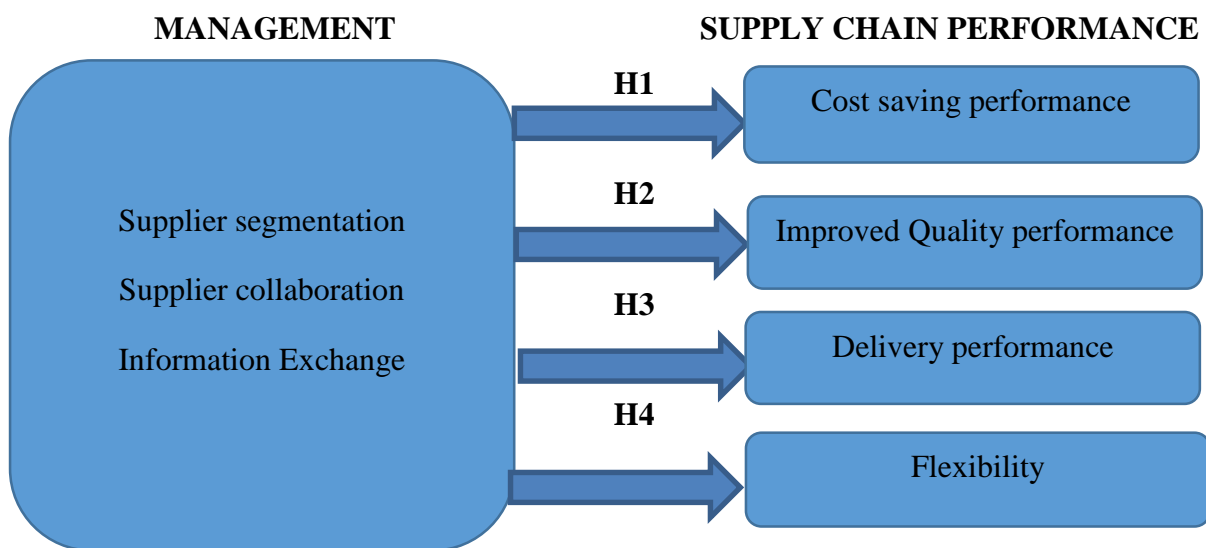 MANAGEMENT
SUPPLY CHAIN PERFORMANCE
Supplier segmentation
Supplier collaboration
Information Exchange
H1
Cost saving performance
H2
Improved Quality performance
H3
Delivery performance
H4
Flexibility